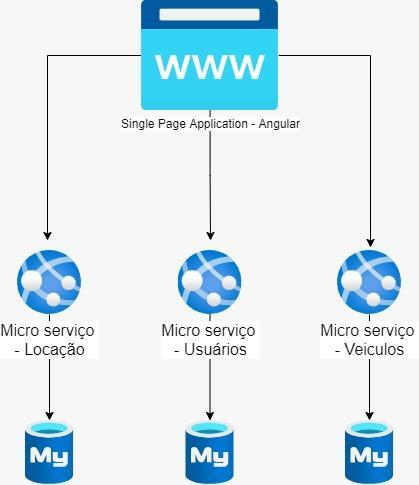 WWW
Single Page Application - Angular
Micro serviço
- Locação
Micro serviço
- Usuários
Micro serviço
- Veiculos
My
My
My